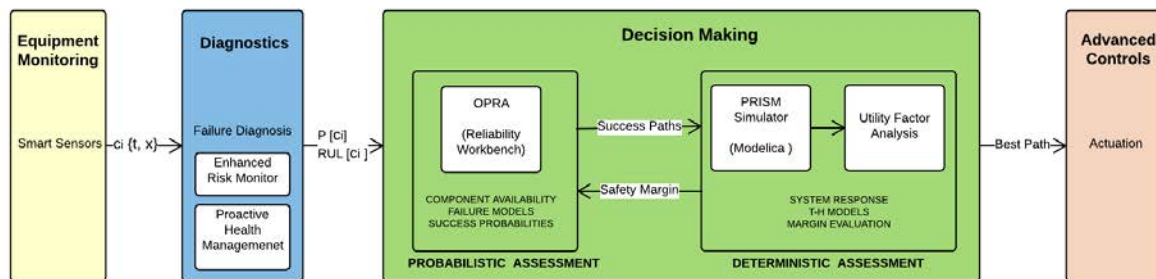 Equipment
Monitoring
Smart Sensors
ci {t, x}
Diagnostics
Failure Diagnosis
Enhanced
Risk Monitor
Proactive
Health
Managemenet
P [Ci]
RUL [ci ]
Decision Making
OPRA
(Reliability
Workbench)
COMPONENT AVAILABILITY
FAILURE MODELS
SUCCESS PROBABILITIES
PROBABILISTIC ASSESSMENT
Success Paths
Safety Margin
PRISM
Simulator
(Modelica )
Utility Factor
Analysis
SYSTEM RESPONSE
T-H MODELS
MARGIN EVALUATION
DETERMINISTIC ASSESSMENT
Best Path
Advanced
Controls
Actuation